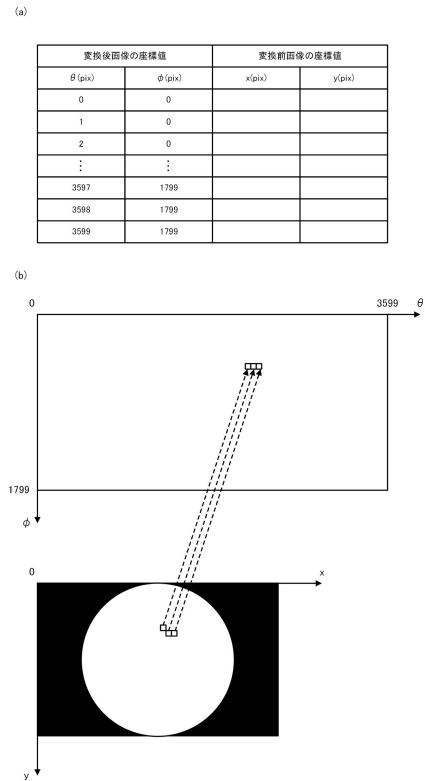 (a)
変換後画像の座標値 変換前画像の座標値
θ(pix) φ(pix) x(pix) y(pix)
0 0
1 0
2 0
⋮ ⋮
3597 1799
3598 1799
3599 1799
(b)
0 3599 θ
1799
φ
0 x
y